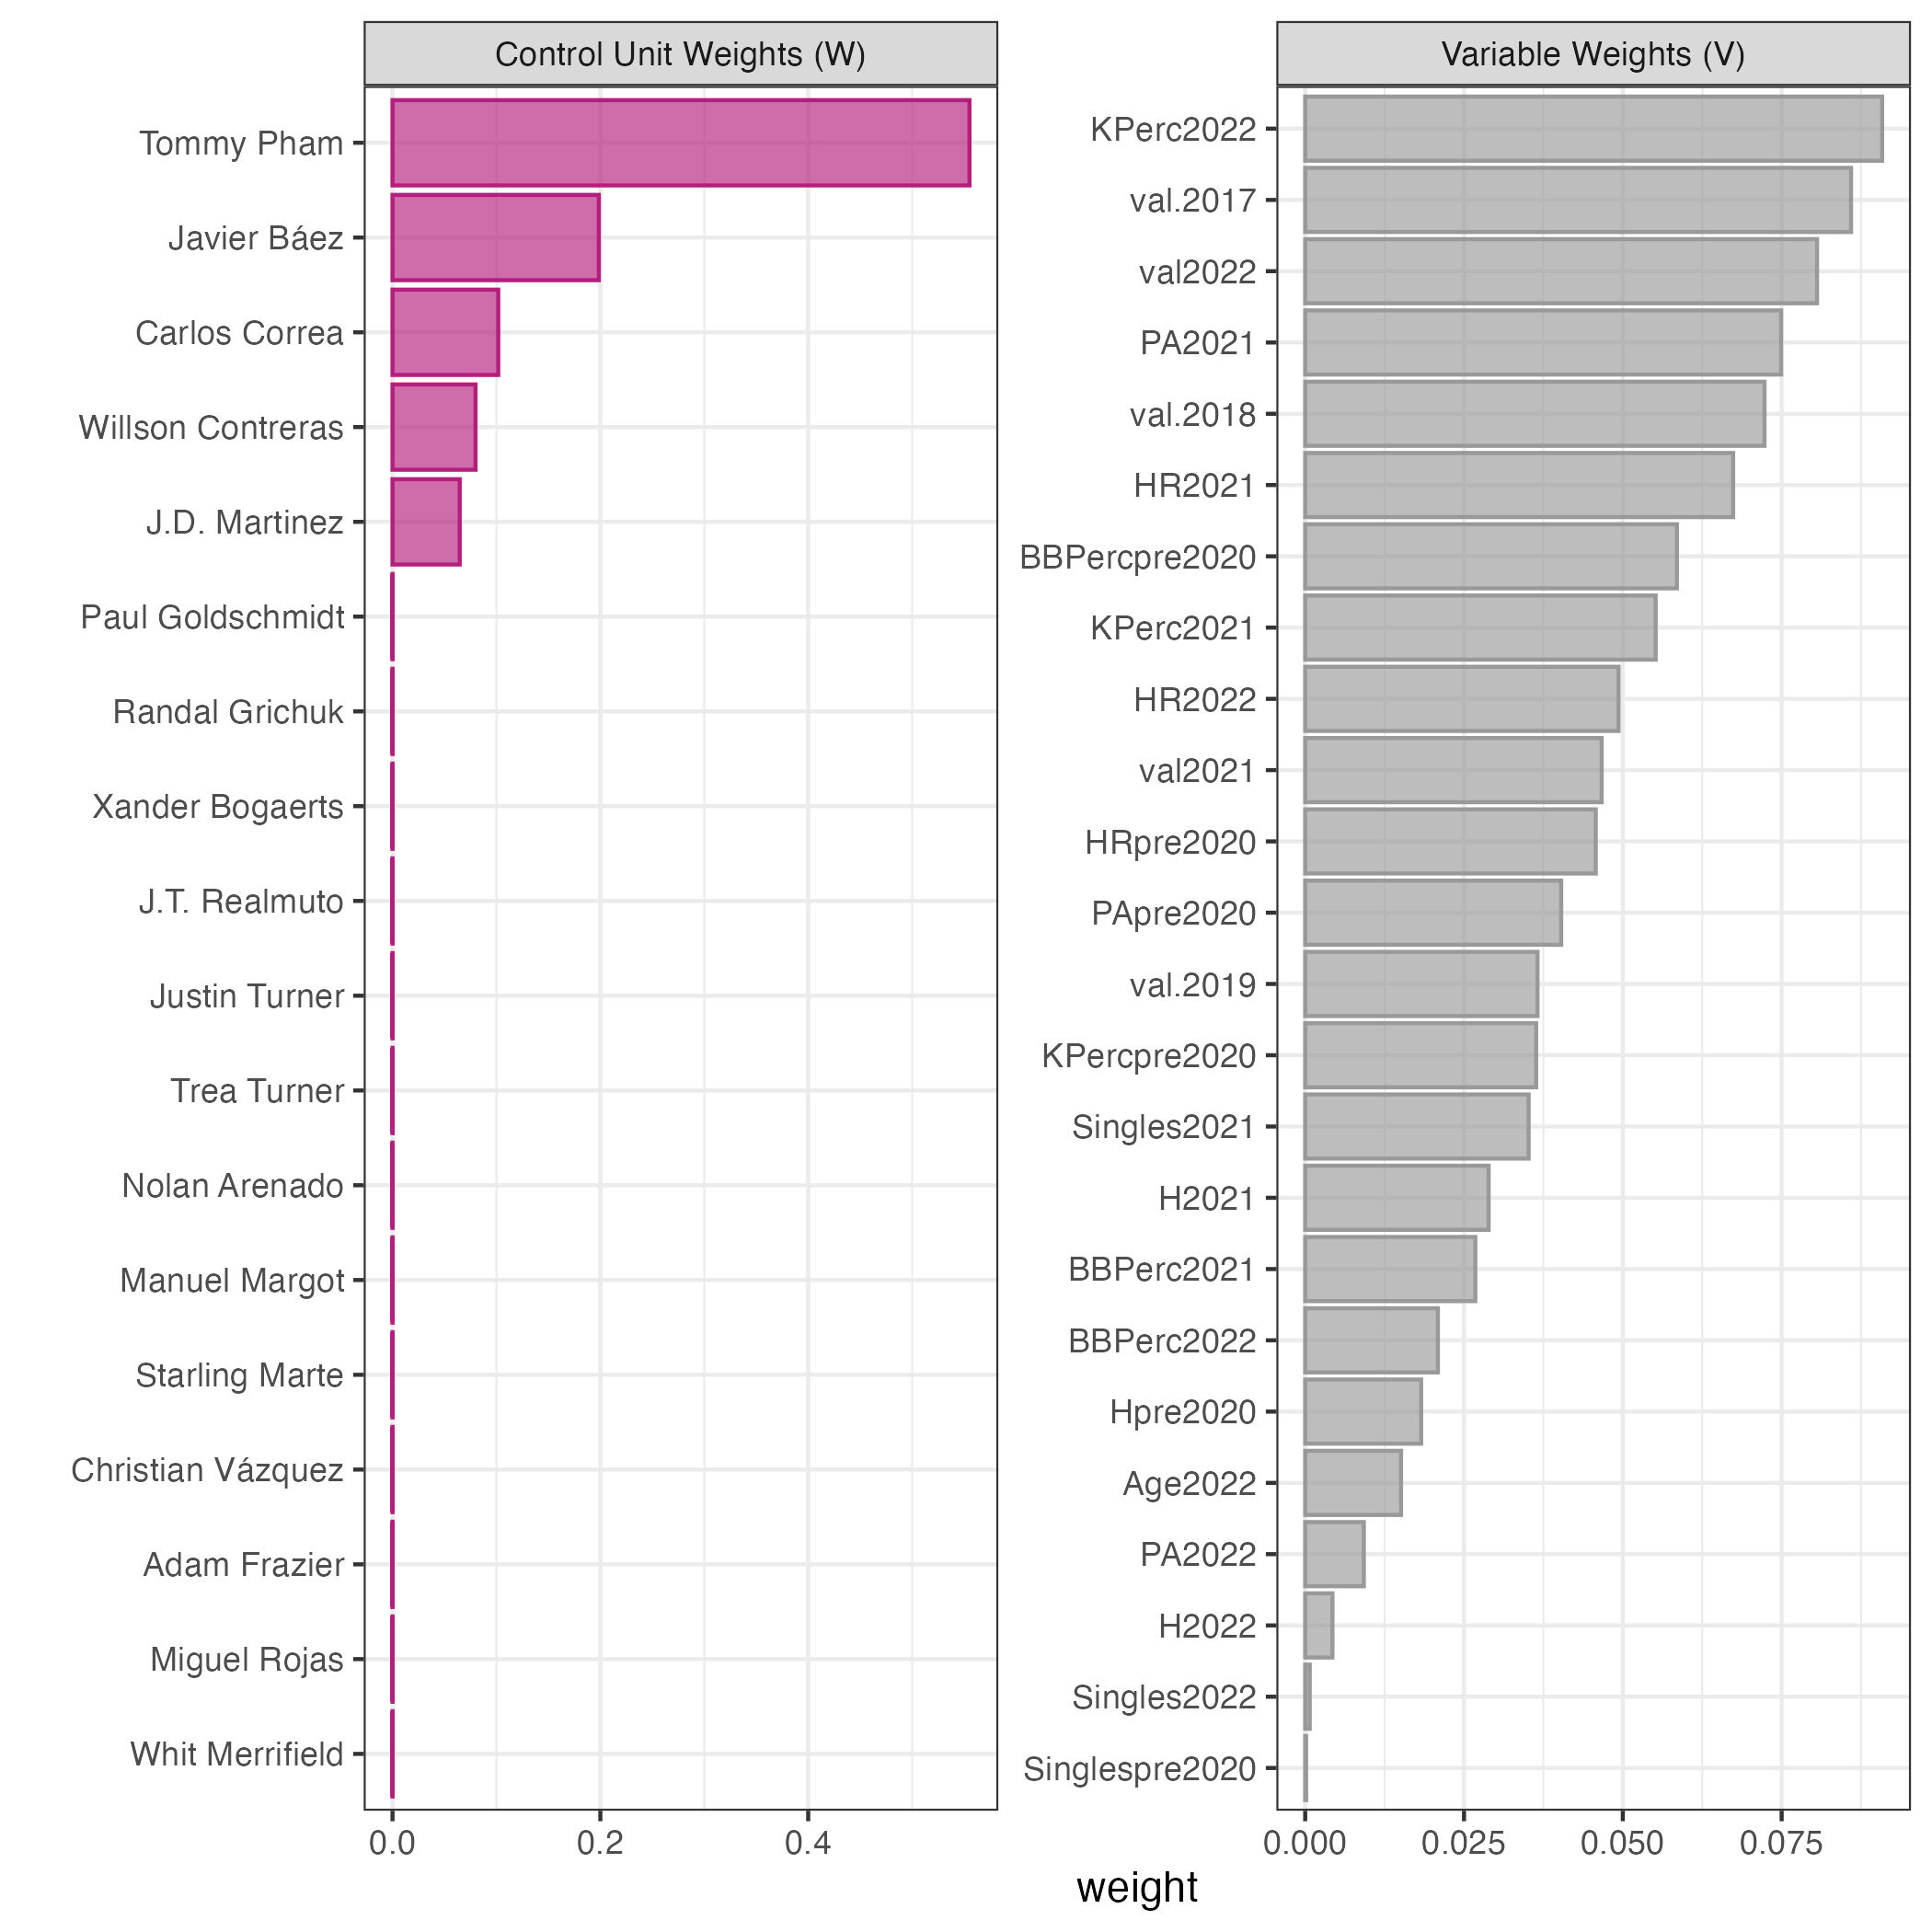 Control Unit Weights (W)
Tommy Pham
Javier Báez
Carlos Correa
Willson Contreras
J.D. Martinez
Paul Goldschmidt
Randal Grichuk
Xander Bogaerts
J.T. Realmuto
Justin Turner
Trea Turner
Nolan Arenado
Manuel Margot
Starling Marte
Christian Vázquez
Adam Frazier
Miguel Rojas
Whit Merrifield
0.0
0.2
0.4
Variable Weights (V)
KPerc2022
val.2017
val2022
PA2021
val.2018
HR2021
BBPercpre2020
KPerc2021
HR2022
val2021
HRpre2020
PApre2020
val.2019
KPercpre2020
Singles2021
H2021
BBPerc2021
BBPerc2022
Hpre2020
Age2022
PA2022
H2022
Singles2022
Singlespre2020
0.000
0.025
0.050
0.075
weight